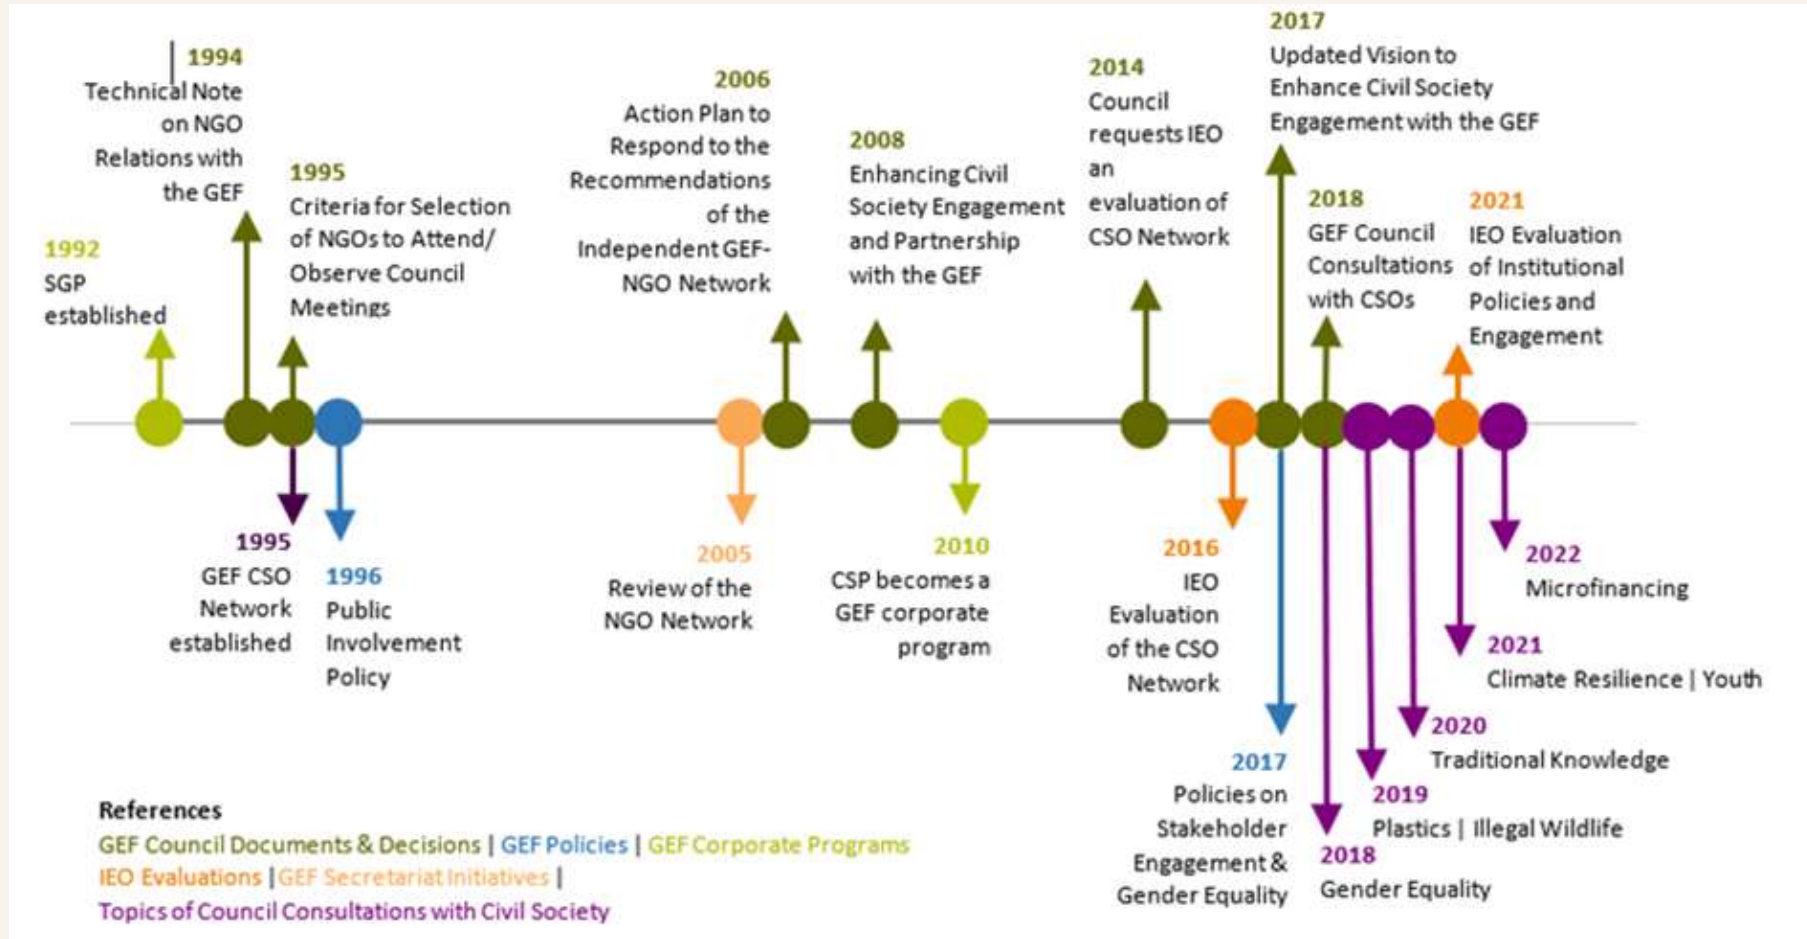 1992
SGP
established
1994
Technical Note
on NGO
Relations with
the GEF
1995
Criteria for Selection
of NGOs to Attend/
Observe Council
Meetings
2006
Action Plan to
Respond to the
Recommendations
of the
Independent GEF-
NGO Network
2008
Enhancing Civil
Society Engagement
and Partnership
with the GEF
2014
Council
requests IEO
an
evaluation of
CSO Network
2017
Updated Vision to
Enhance Civil Society
Engagement with the GEF
2018
GEF Council
Consultations
with CSOs
2021
IEO Evaluation
of Institutional
Policies and
Engagement
1995
GEF CSO
Network
established
1996
Public
Involvement
Policy
2005
Review of the
NGO Network
2010
CSP becomes a
GEF corporate
program
2016
IEO
Evaluation
of the CSO
Network
2017
Policies on
Stakeholder
Engagement &
Gender Equality
2018
Gender Equality
2019
Plastics | Illegal Wildlife
2020
Traditional Knowledge
2021
Climate Resilience | Youth
2022
Microfinancing
References
GEF Council Documents & Decisions | GEF Policies | GEF Corporate Programs
IEO Evaluations | GEF Secretariat Initiatives |
Topics of Council Consultations with Civil Society